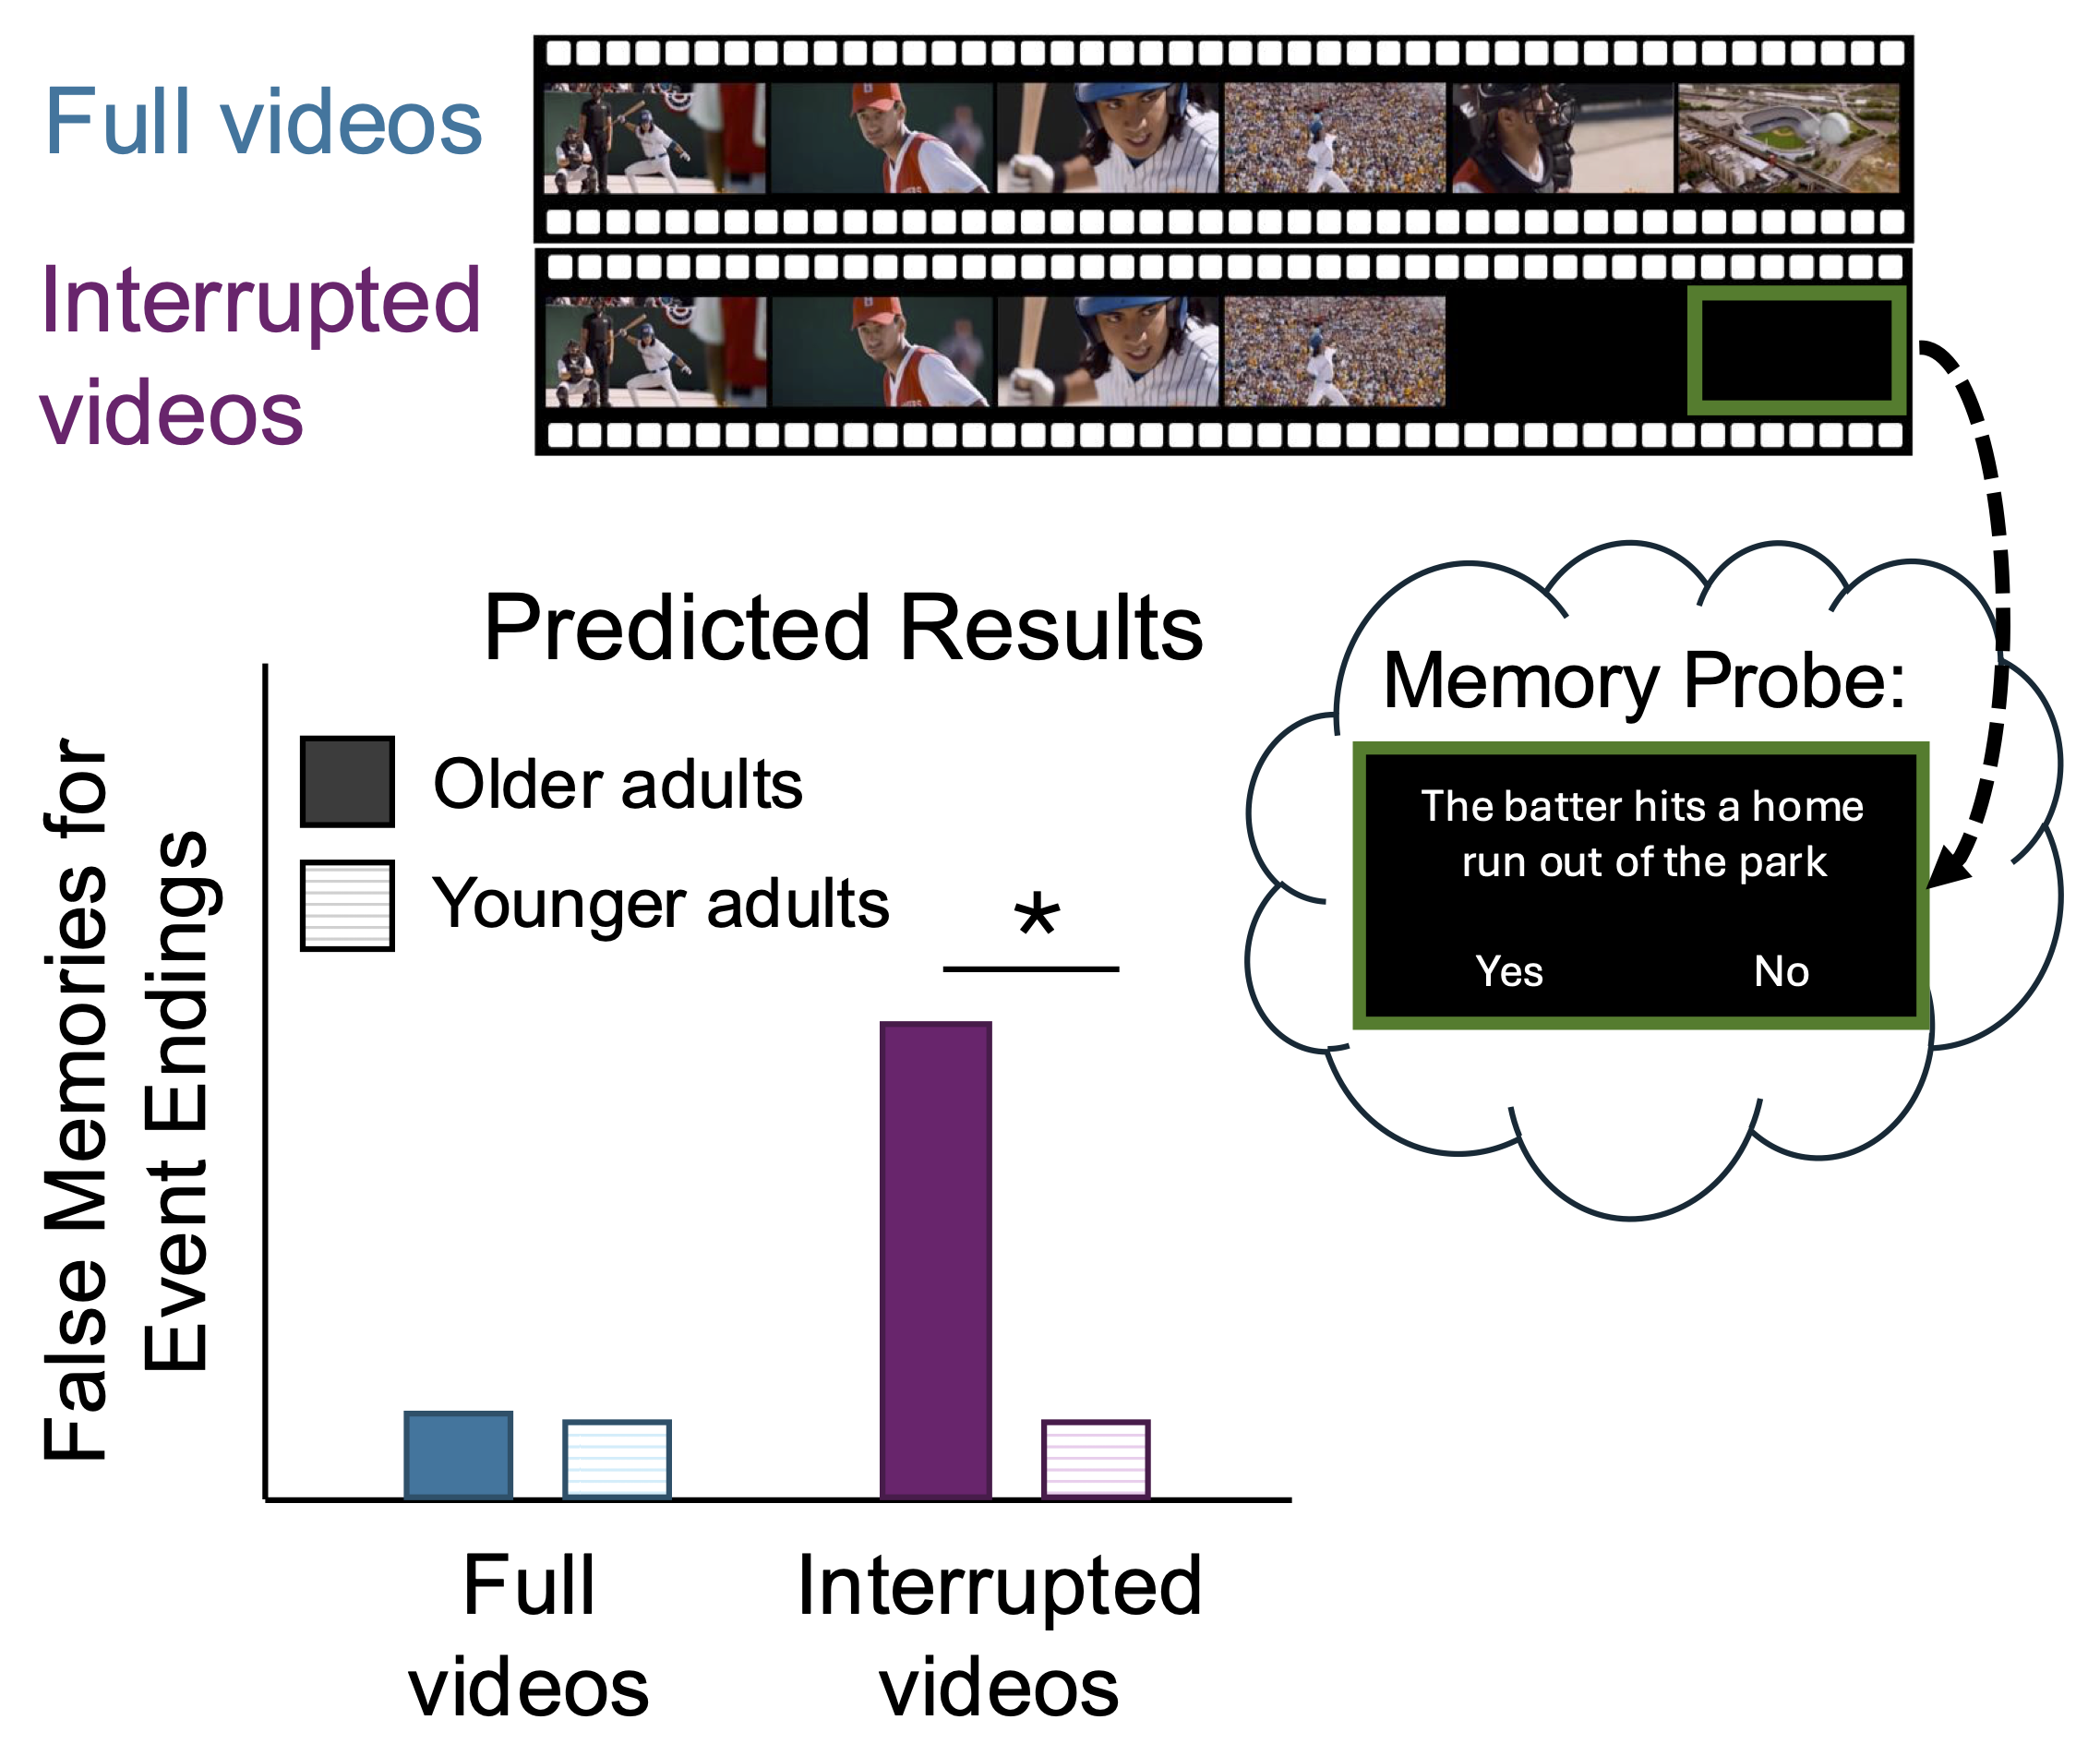 Full videos
Interrupted
videos
Predicted Results
Older adults
Younger adults
*
False Memories for
Event Endings
Full
videos
Interrupted
videos
Memory Probe:
The batter hits a home
run out of the park
Yes No